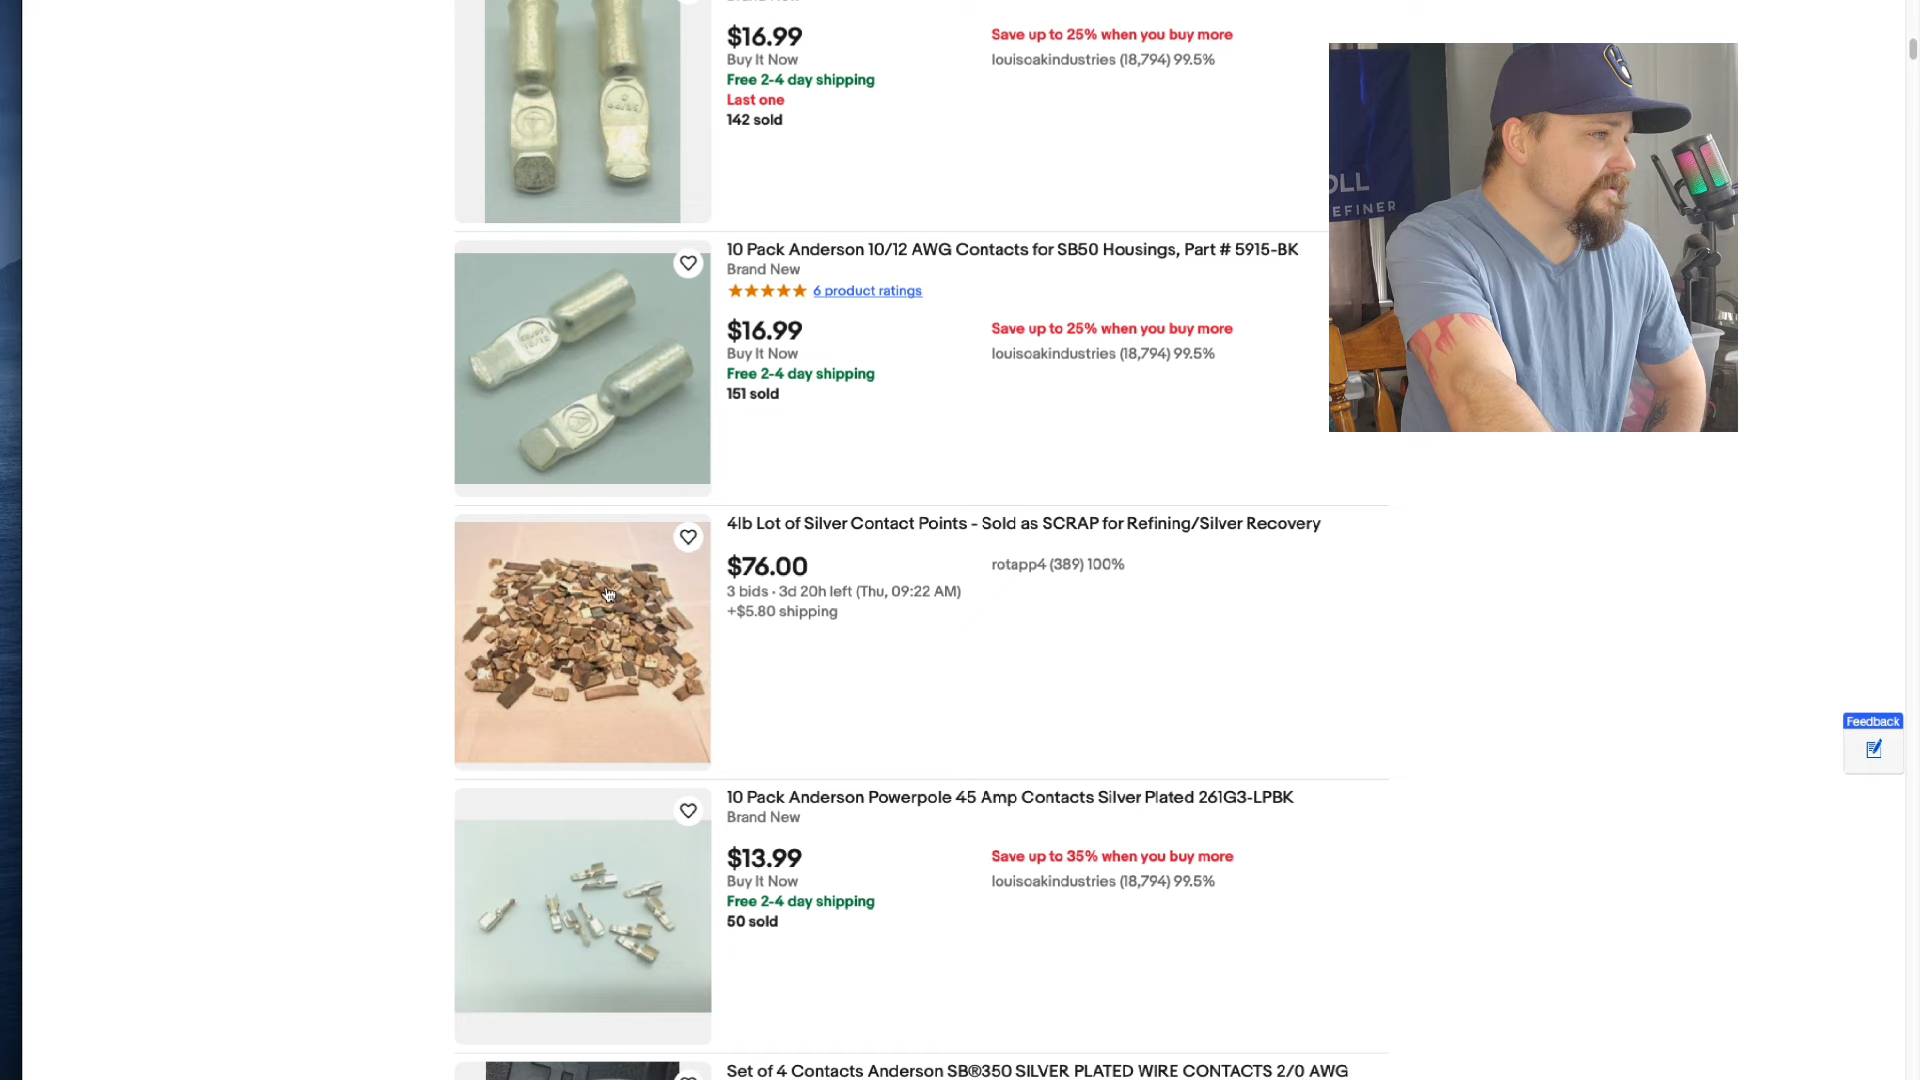 $16.99
Buy It Now
Free 2-4 day shipping
Last one
142 sold
Save up to 25% when you buy more
louisoakindustries (18,794) 99.5%
10 Pack Anderson 10/12 AWG Contacts for SB50 Housings, Part # 5915-BK
Brand New
6 product ratings
$16.99
Buy It Now
Free 2-4 day shipping
151 sold
Save up to 25% when you buy more
louisoakindustries (18,794) 99.5%
4lb Lot of Silver Contact Points - Sold as SCRAP for Refining/Silver Recovery
$76.00
3 bids · 3d 20h left (Thu, 09:22 AM)
+$5.80 shipping
rotapp4 (389) 100%
10 Pack Anderson Powerpole 45 Amp Contacts Silver Plated 261G3-LPBK
Brand New
$13.99
Buy It Now
Free 2-4 day shipping
50 sold
Save up to 35% when you buy more
louisoakindustries (18,794) 99.5%
Set of 4 Contacts Anderson SB®350 SILVER PLATED WIRE CONTACTS 2/0 AWG
OLL
EFINER
Feedback